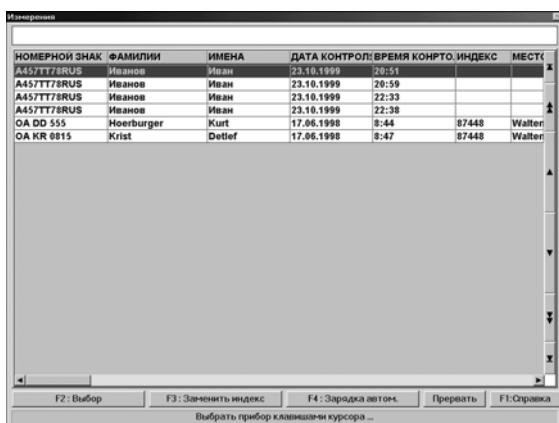 Измерения
НОМЕРНОЙ ЗНАК ФАМИЛИИ ИМЕНА ДАТА КОНТРОЛ: ВРЕМЯ КОНРТО. ИНДЕКС МЕСТО
A457TT78RUS Иванов Иван 23.10.1999 20:51
A457TT78RUS Иванов Иван 23.10.1999 20:59
A457TT78RUS Иванов Иван 23.10.1999 22:33
A457TT78RUS Иванов Иван 23.10.1999 22:38
OA DD 555 Hoerburger Kurt 17.06.1998 8:44 87448 Walten
OA KR 0815 Krist Detlef 17.06.1998 8:47 87448 Walten
F2: Выбор F3: Заменить индекс F4: Зарядка автом. Прервать F1:Справка
Выбрать прибор клавишами курсора ...